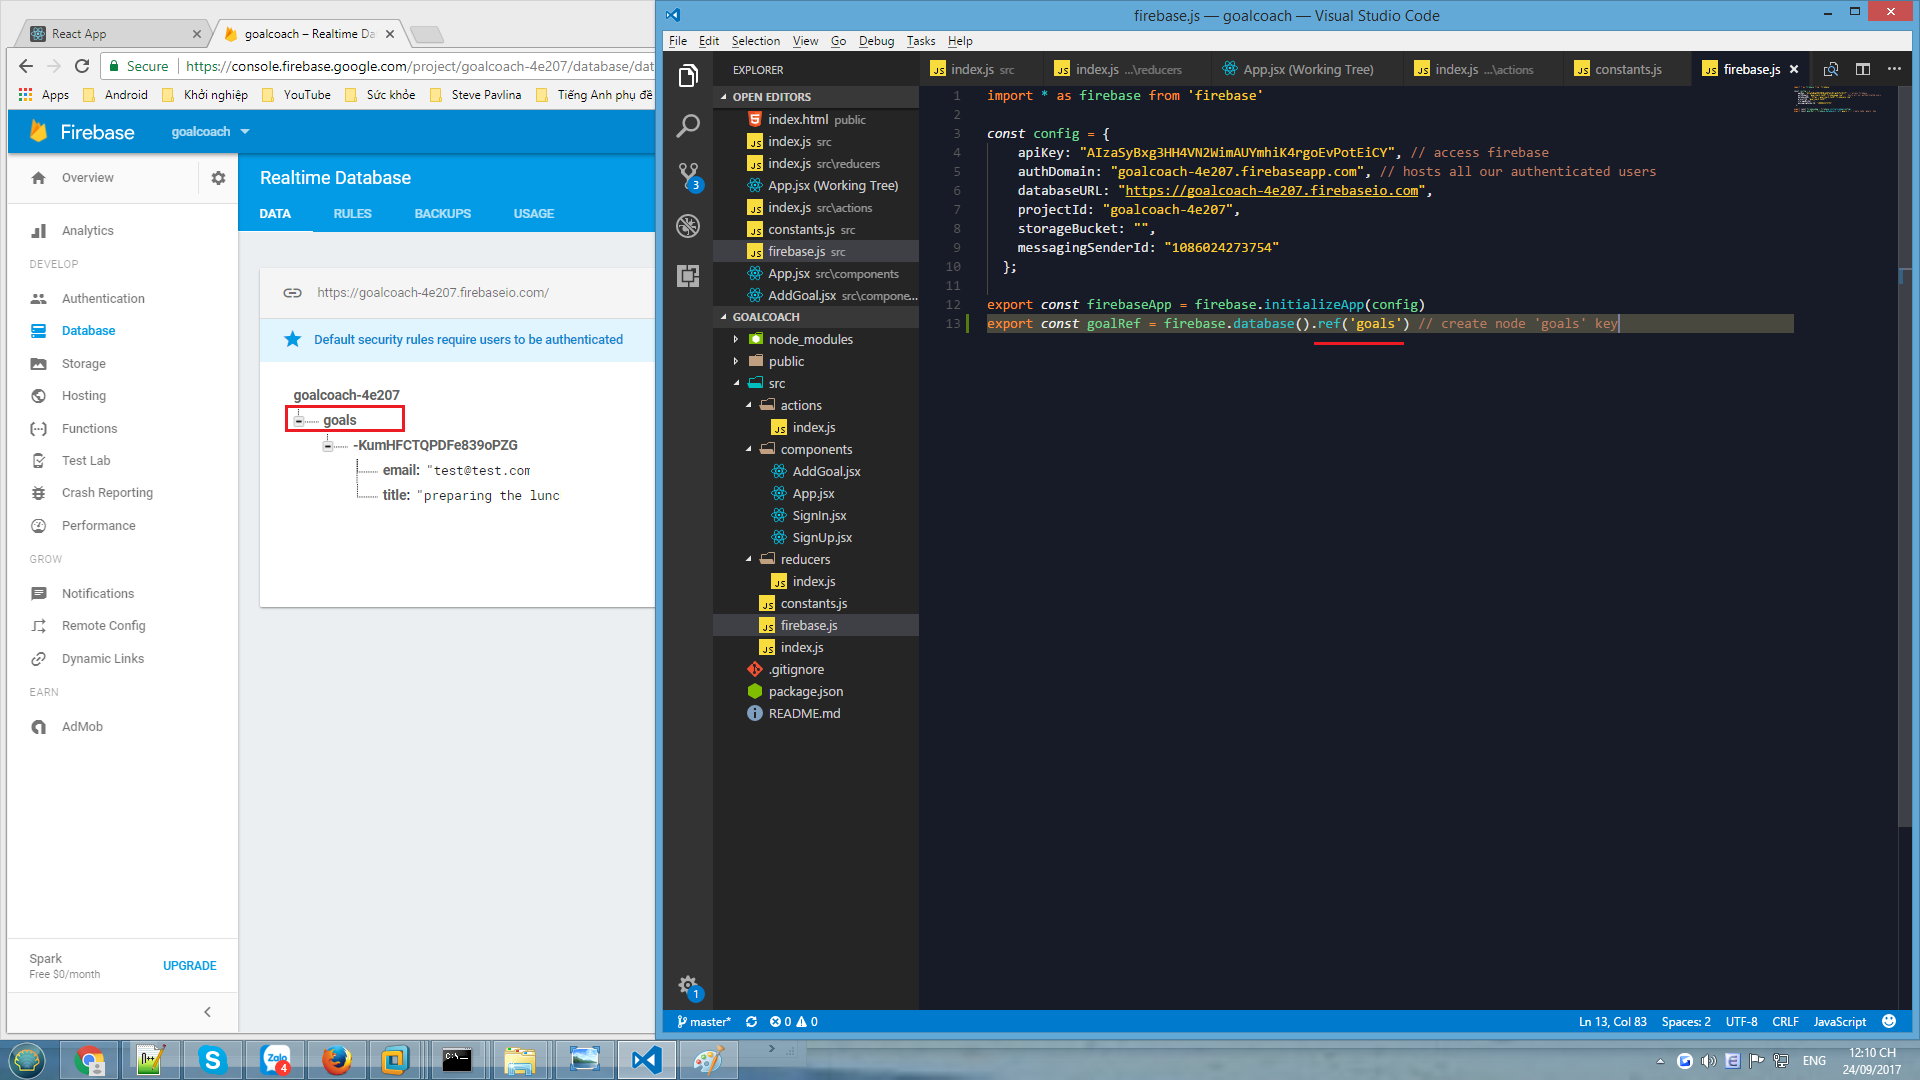 React App
goalcoach – Realtime Da
Secure
https://console.firebase.google.com/project/goalcoach-4e207/database/dat
Apps
Android
Khởi nghiệp
YouTube
Sức khỏe
Steve Pavlina
Tiếng Anh phụ đề
Firebase
goalcoach
Overview
Analytics
DEVELOP
Authentication
Database
Storage
Hosting
Functions
Test Lab
Crash Reporting
Performance
GROW
Notifications
Remote Config
Dynamic Links
EARN
AdMob
Spark
Free $0/month
UPGRADE
Realtime Database
DATA
RULES
BACKUPS
USAGE
https://goalcoach-4e207.firebaseio.com/
Default security rules require users to be authenticated
goalcoach-4e207
goals
-KumHFCTQPDFe839oPZG
email: "test@test.com
title: "preparing the lunc
firebase.js — goalcoach — Visual Studio Code
File Edit Selection View Go Debug Tasks Help
EXPLORER
OPEN EDITORS
index.html public
index.js src
index.js src\reducers
App.jsx (Working Tree)
index.js src\actions
constants.js src
firebase.js src
App.jsx src\components
AddGoal.jsx src\compone...
GOALCOACH
node_modules
public
src
actions
index.js
components
AddGoal.jsx
App.jsx
SignIn.jsx
SignUp.jsx
reducers
index.js
constants.js
firebase.js
index.js
.gitignore
package.json
README.md
3
1
index.js src
index.js ...\reducers
App.jsx (Working Tree)
index.js ...\actions
constants.js
firebase.js
1 import * as firebase from 'firebase'
2
3 const config = {
4 apiKey: "AIzaSyBxg3HH4VN2WimAUYmhiK4rgoEvPotEiCY", // access firebase
5 authDomain: "goalcoach-4e207.firebaseapp.com", // hosts all our authenticated users
6 databaseURL: "https://goalcoach-4e207.firebaseio.com",
7 projectId: "goalcoach-4e207",
8 storageBucket: "",
9 messagingSenderId: "1086024273754"
10 };
11
12 export const firebaseApp = firebase.initializeApp(config)
13 export const goalRef = firebase.database().ref('goals') // create node 'goals' key
master*
0
0
Ln 13, Col 83
Spaces: 2
UTF-8
CRLF
JavaScript
Zalo
4
ENG
12:10 CH
24/09/2017